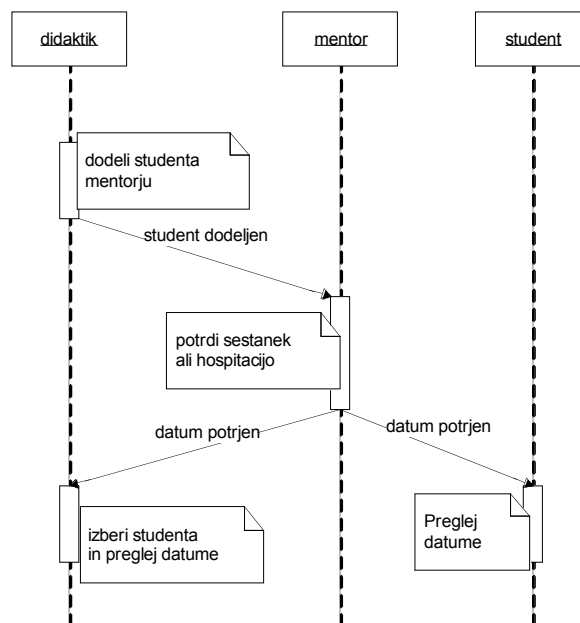 didaktik
mentor
student
dodeli studenta
mentorju
student dodeljen
potrdi sestanek
ali hospitacijo
datum potrjen
datum potrjen
izberi studenta
in preglej datume
Preglej
datume